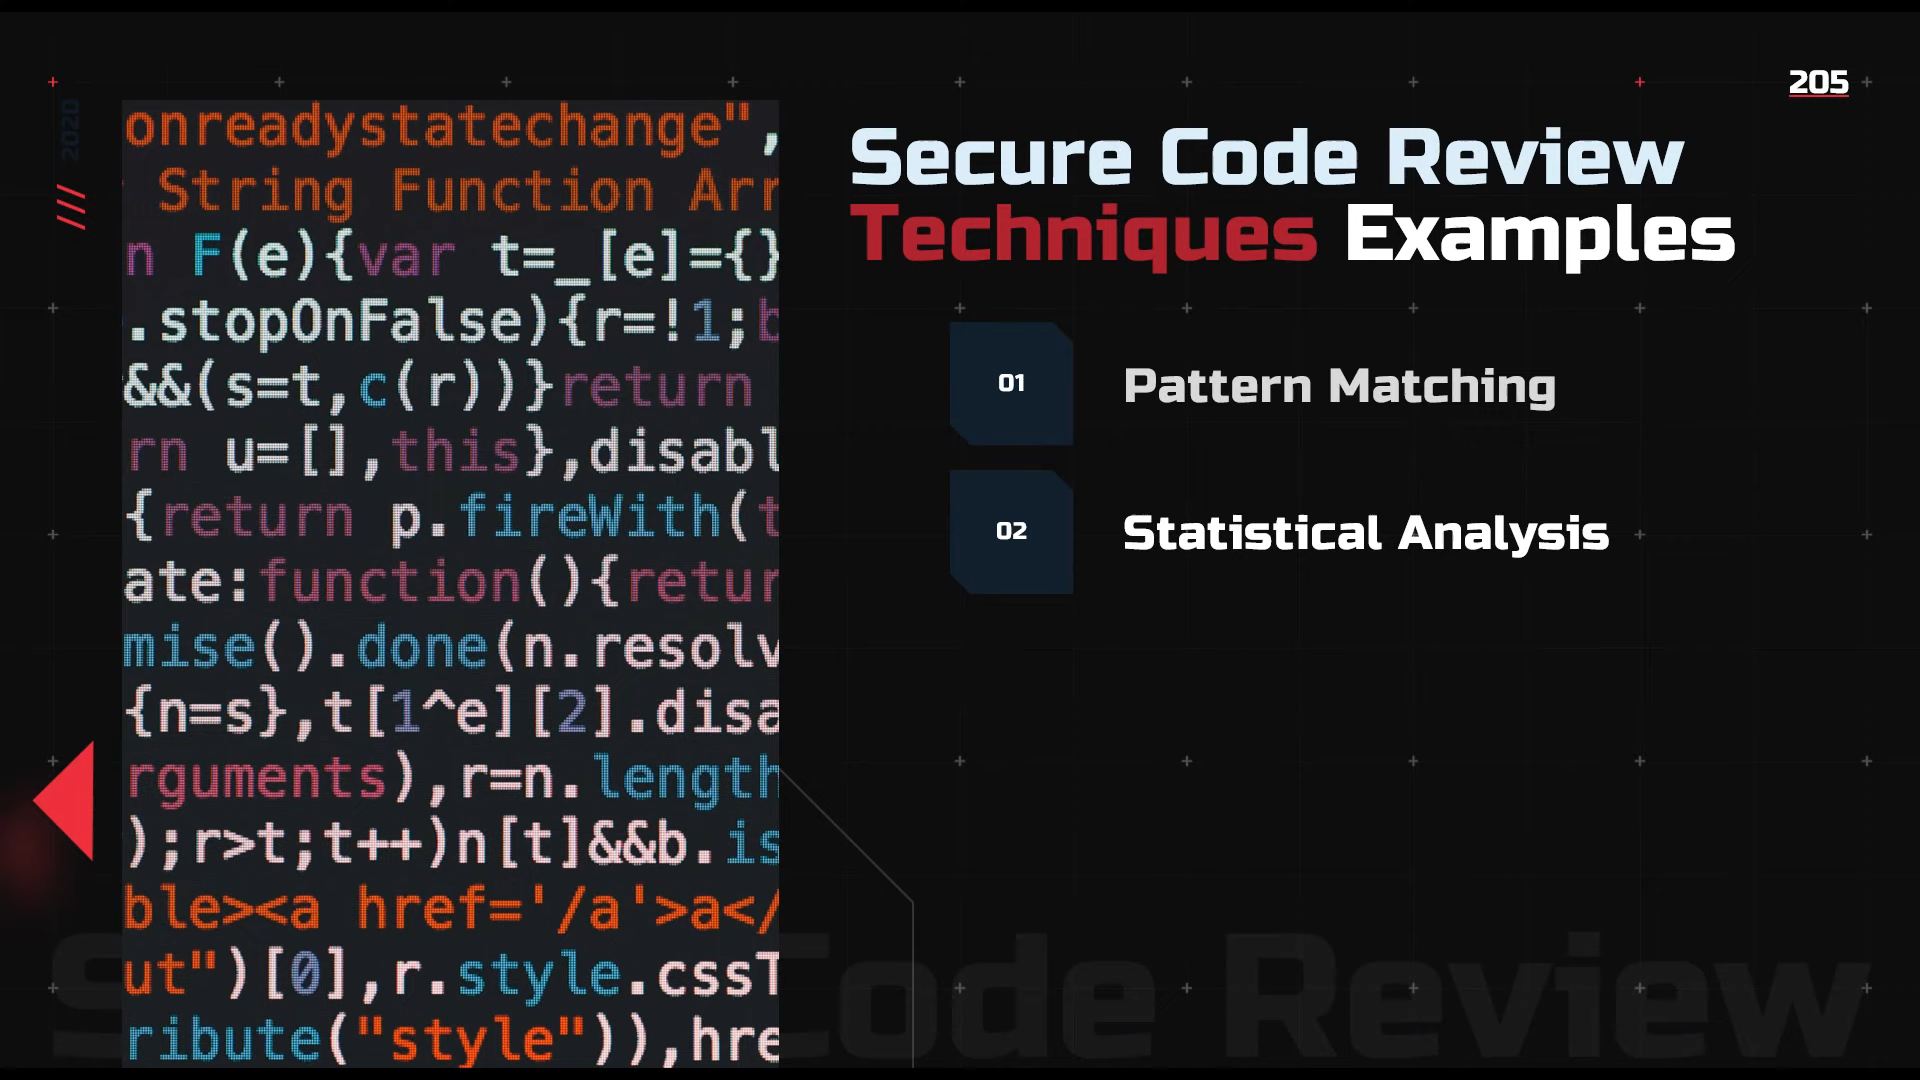 205
2020
Secure Code Review
Techniques Examples
01
Pattern Matching
02
Statistical Analysis
onreadystatechange",
String Function Arr
n F(e){var t=_[e]={}
.stopOnFalse){r=!1;b
&&(s=t,c(r))}return
rn u=[],this},disabl
{return p.fireWith(t
ate:function(){retur
mise().done(n.resolv
{n=s},t[1^e][2].disa
rguments),r=n.length
);r>t;t++)n[t]&&b.is
ble><a href='/a'>a</
ut")[0],r.style.cssT
ribute("style")),hre
S Code Review